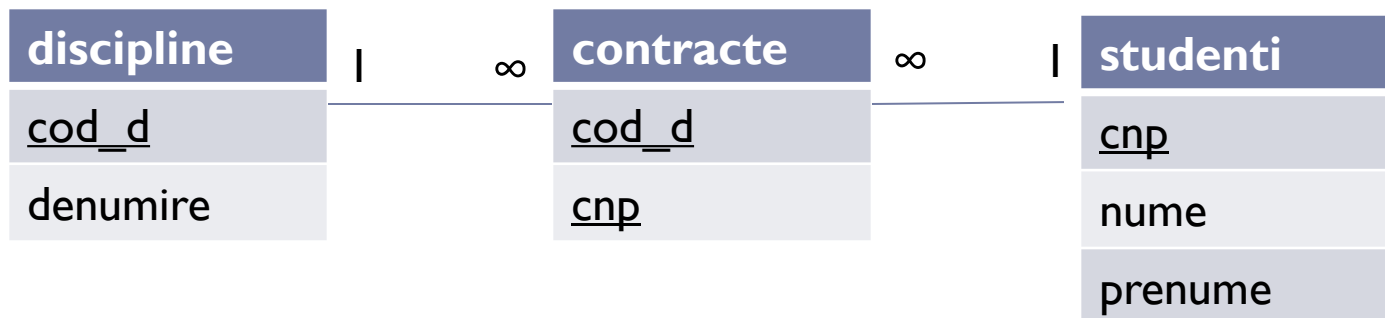 discipline
cod_d
denumire
1 ∞
contracte
cod_d
cnp
∞ 1
studenti
cnp
nume
prenume